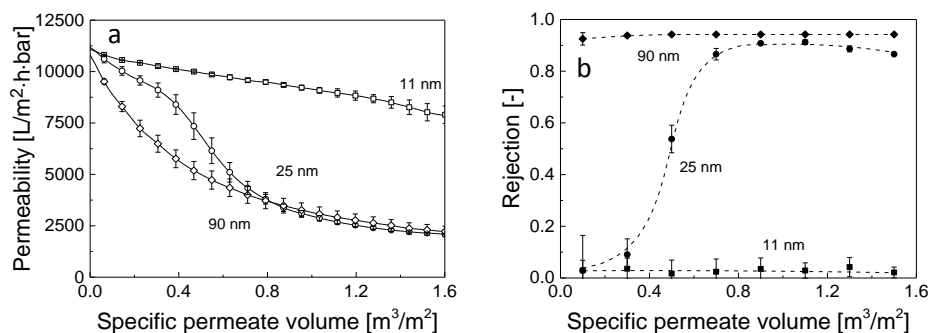 a
Permeability [L/m²·h·bar]
12500
10000
7500
5000
2500
0
0.0 0.4 0.8 1.2 1.6
Specific permeate volume [m³/m²]
11 nm
25 nm
90 nm
b
Rejection [-]
1.0
0.8
0.6
0.4
0.2
0.0
0.0 0.4 0.8 1.2 1.6
Specific permeate volume [m³/m²]
90 nm
25 nm
11 nm